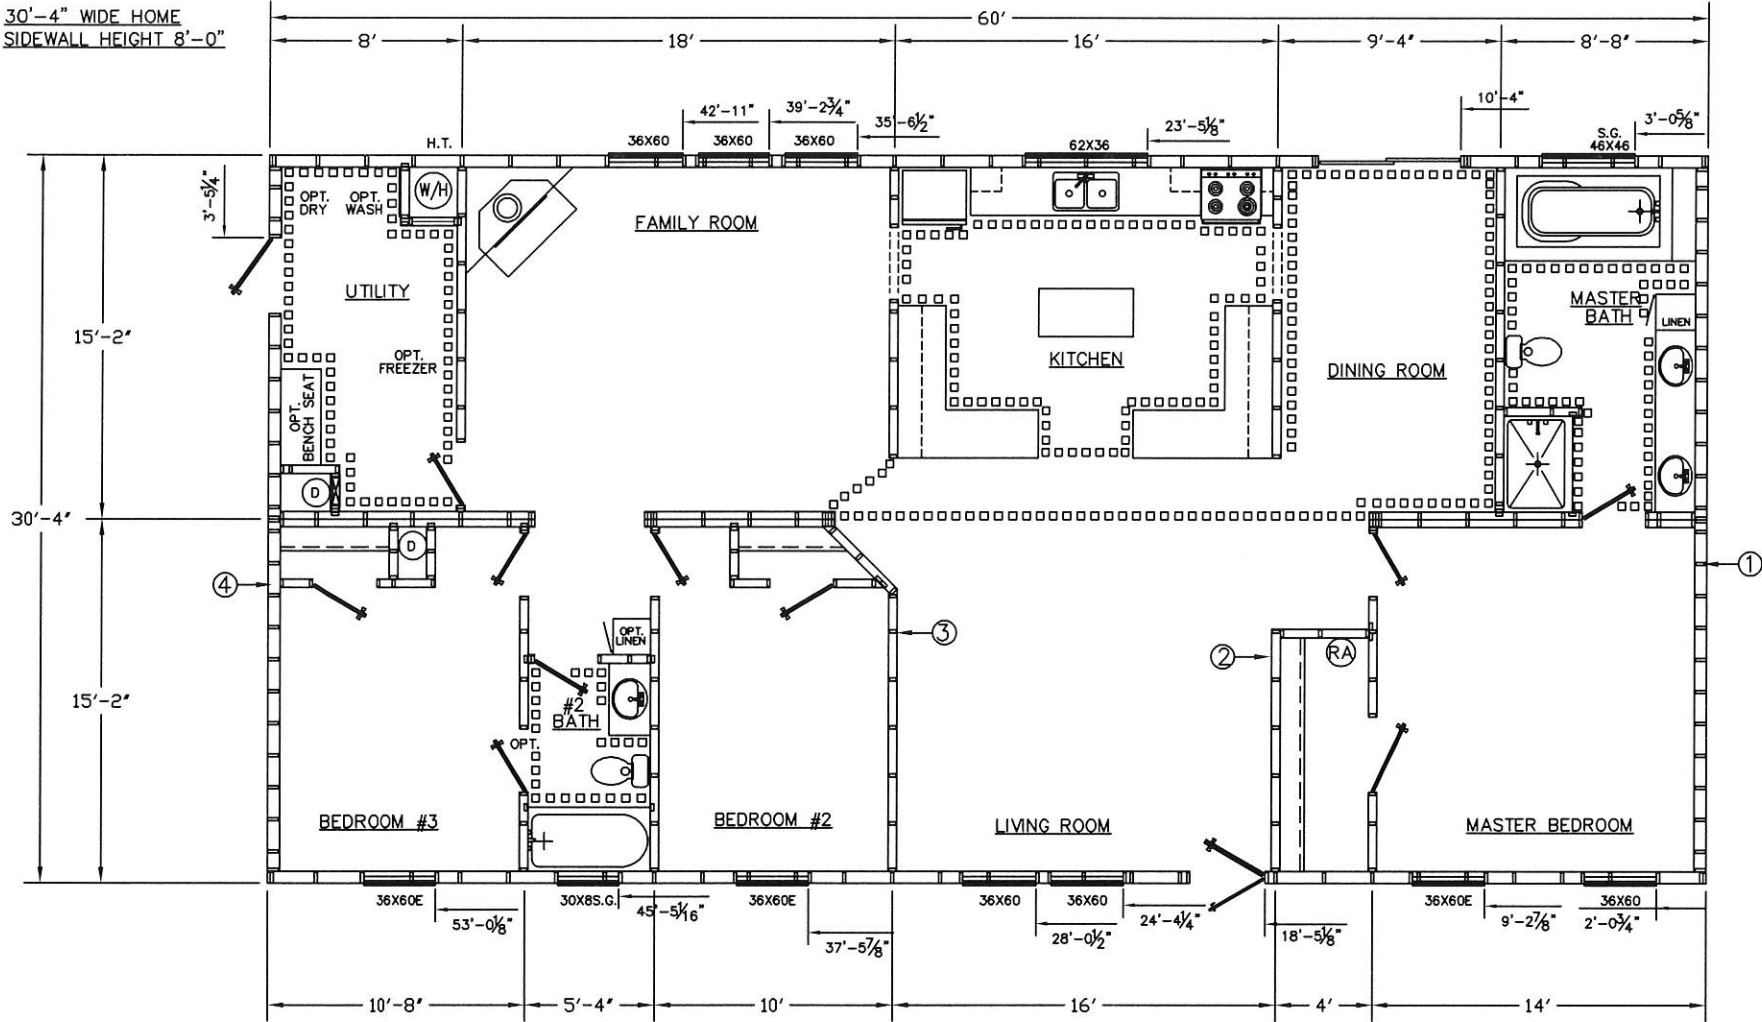 30'-4" WIDE HOME
SIDEWALL HEIGHT 8'-0"
60'
8'
18'
16'
9'-4"
8'-8"
42'-11"
39'-2¾"
35'-6½"
23'-5⅛"
10'-4"
3'-0⅝"
H.T.
36X60
36X60
36X60
62X36
S.G.
46X46
3'-5¼"
OPT.
DRY
OPT.
WASH
W/H
FAMILY ROOM
UTILITY
MASTER
BATH
LINEN
15'-2"
OPT.
FREEZER
KITCHEN
DINING ROOM
OPT.
BENCH SEAT
D
30'-4"
D
4
1
OPT.
LINEN
3
2
RA
15'-2"
#2
BATH
OPT.
BEDROOM #3
BEDROOM #2
LIVING ROOM
MASTER BEDROOM
36X60E
30X8S.G.
36X60E
36X60
36X60
36X60E
36X60
53'-0⅛"
45'-5⁄16"
37'-5⅞"
28'-0½"
24'-4¼"
18'-5⅛"
9'-2⅞"
2'-0¾"
10'-8"
5'-4"
10'
16'
4'
14'